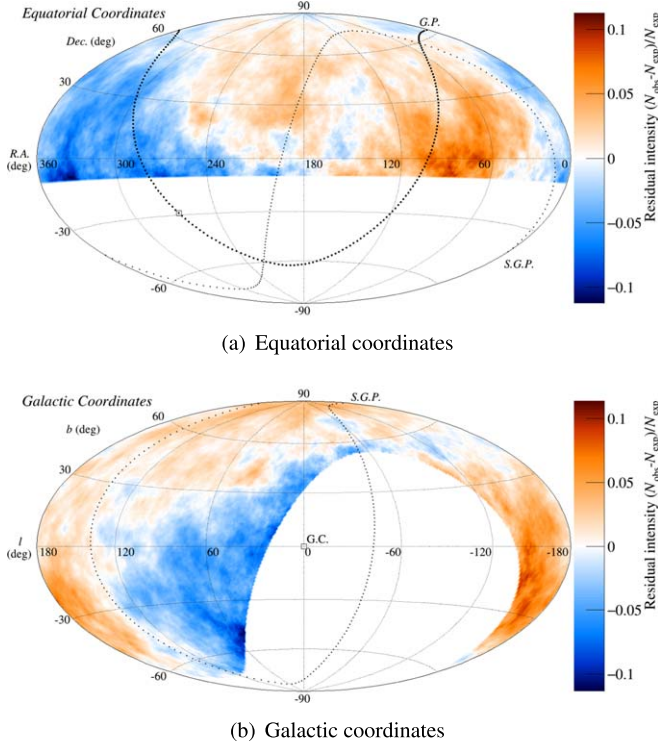 Equatorial Coordinates
90
60
G.P.
Dec. (deg)
30
R.A.
(deg)
360
300
240
180
120
60
0
-30
S.G.P.
-60
-90
0.1
0.05
0
−0.05
−0.1
Residual intensity (N_obs-N_exp)/N_exp
(a) Equatorial coordinates
Galactic Coordinates
90
S.G.P.
60
b (deg)
30
l
(deg)
180
120
60
G.C.
0
-60
-120
-180
-30
-60
-90
0.1
0.05
0
−0.05
−0.1
Residual intensity (N_obs-N_exp)/N_exp
(b) Galactic coordinates